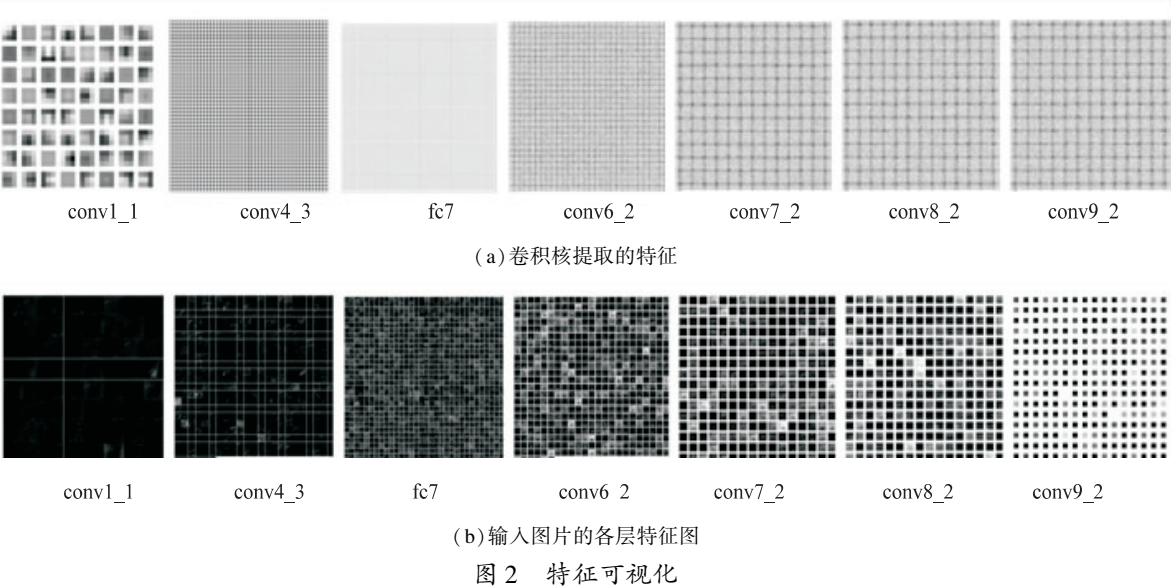 conv1_1 conv4_3 fc7 conv6_2 conv7_2 conv8_2 conv9_2
(a)卷积核提取的特征
conv1_1 conv4_3 fc7 conv6 2 conv7_2 conv8_2 conv9_2
(b)输入图片的各层特征图
图 2 特征可视化